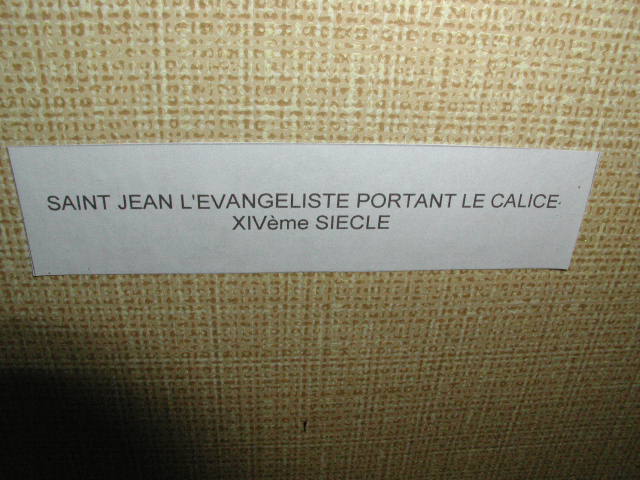 SAINT JEAN L'EVANGELISTE PORTANT LE CALICE
XIVème SIECLE